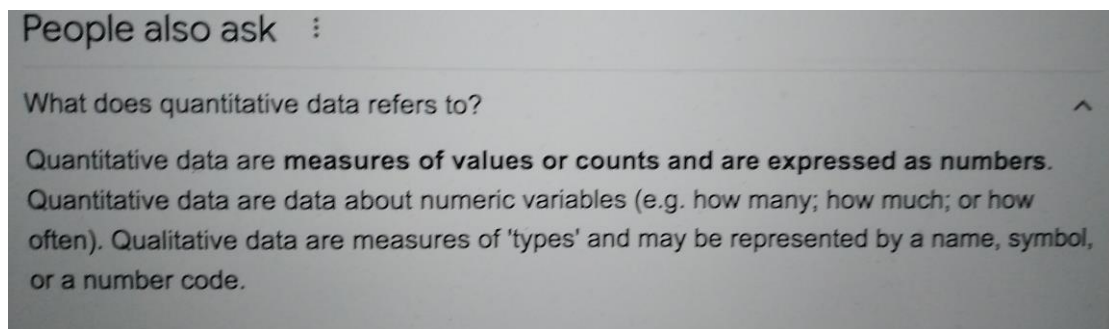 People also ask
What does quantitative data refers to?
Quantitative data are measures of values or counts and are expressed as numbers.
Quantitative data are data about numeric variables (e.g. how many; how much; or how
often). Qualitative data are measures of 'types' and may be represented by a name, symbol,
or a number code.